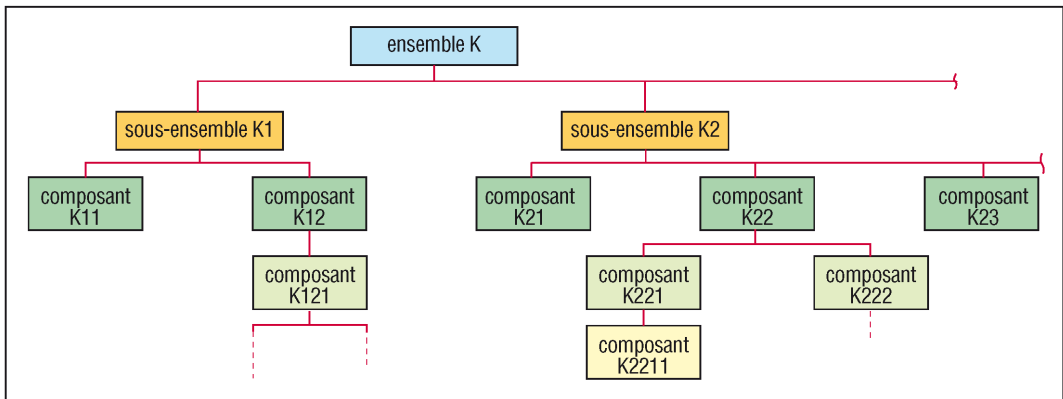 ensemble K
sous-ensemble K1
sous-ensemble K2
composant
K11
composant
K12
composant
K21
composant
K22
composant
K23
composant
K121
composant
K221
composant
K222
composant
K2211